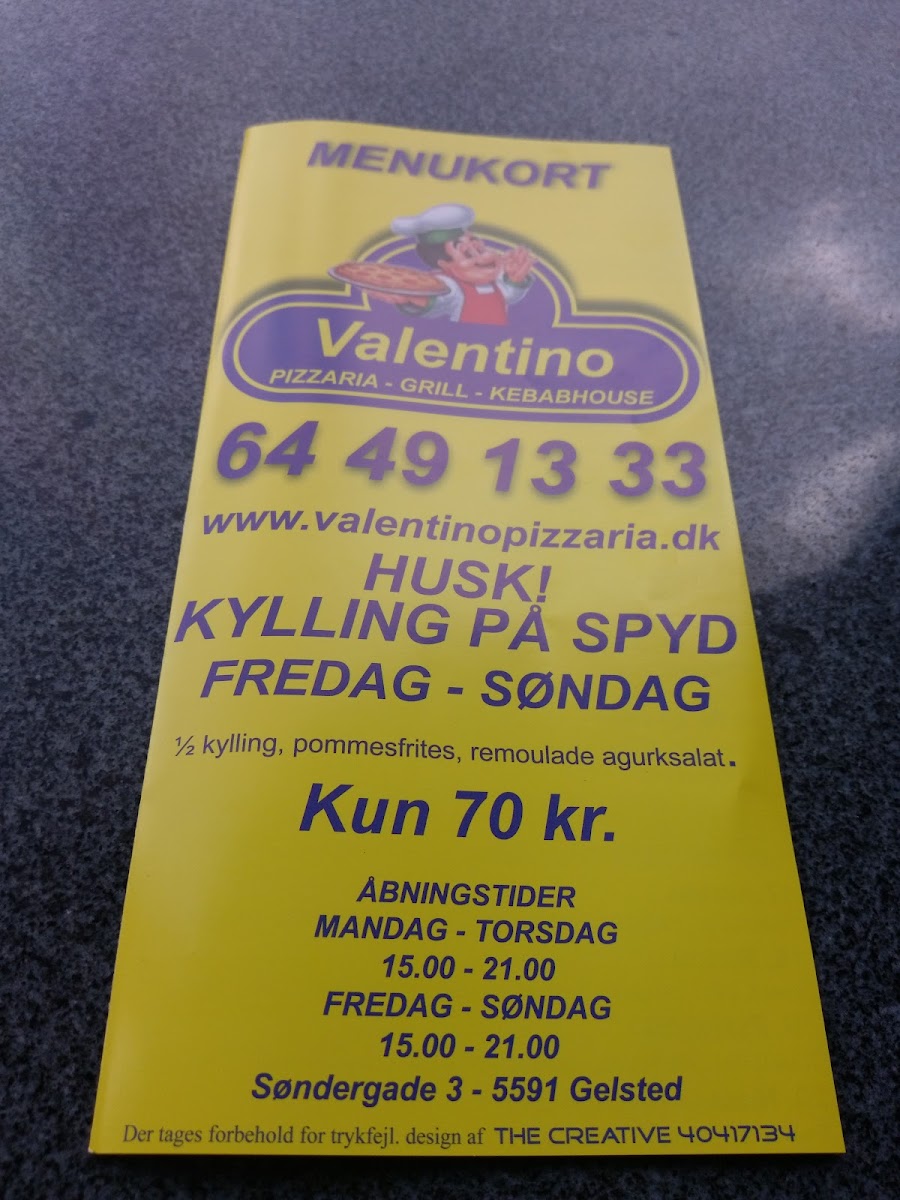 MENUKORT
Valentino
PIZZARIA - GRILL - KEBABHOUSE
64 49 13 33
www.valentinopizzaria.dk
HUSK!
KYLLING PÅ SPYD
FREDAG - SØNDAG
½ kylling, pommesfrites, remoulade agurksalat.
Kun 70 kr.
ÅBNINGSTIDER
MANDAG - TORSDAG
15.00 - 21.00
FREDAG - SØNDAG
15.00 - 21.00
Søndergade 3 - 5591 Gelsted
Der tages forbehold for trykfejl. design af THE CREATIVE 40417134